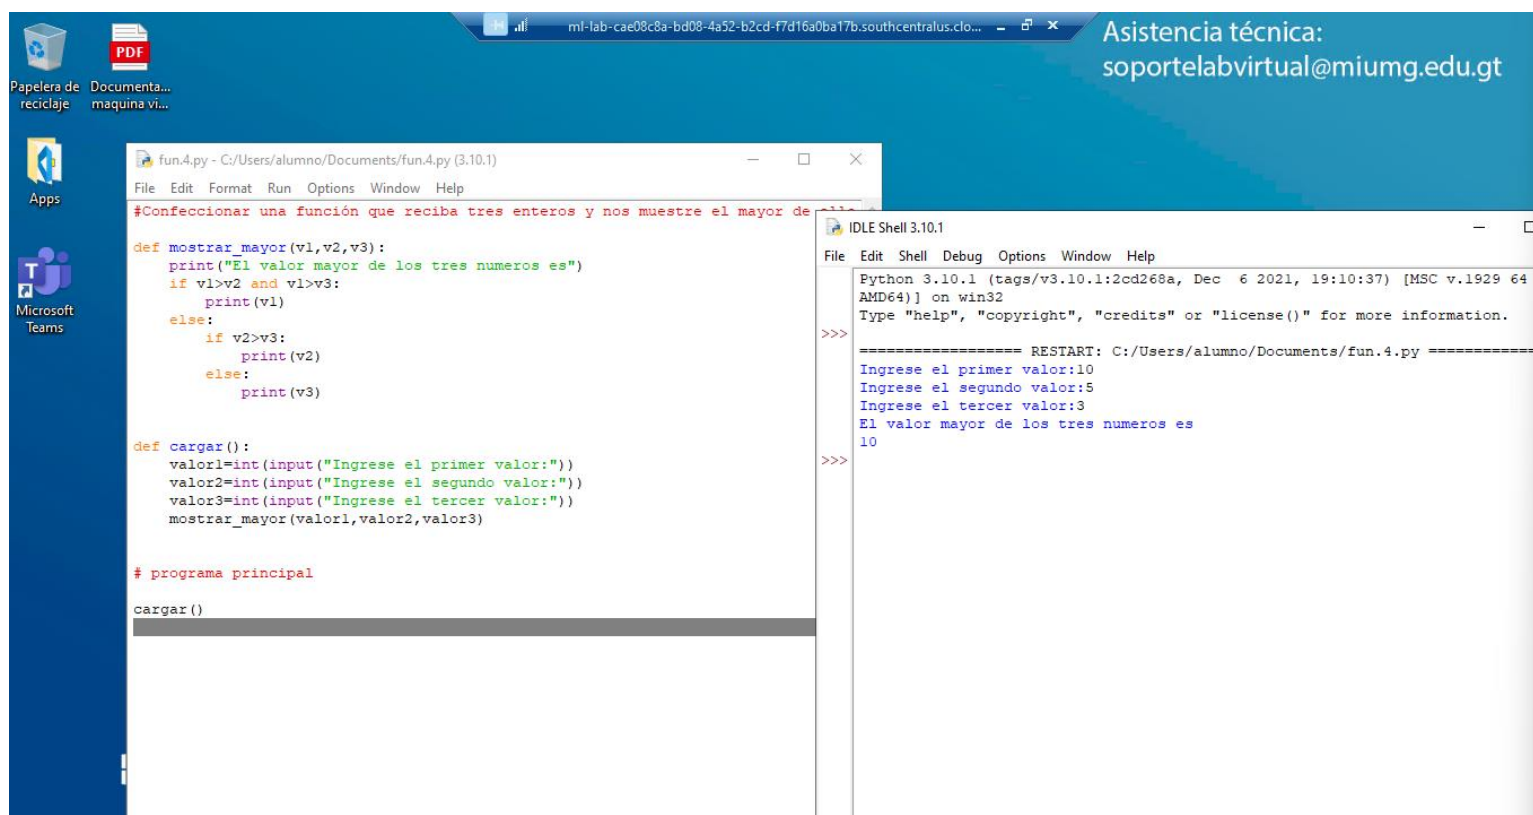 ml-lab-cae08c8a-bd08-4a52-b2cd-f7d16a0ba17b.southcentralus.clo...
Asistencia técnica:
soportelabvirtual@miumg.edu.gt
Papelera de
reciclaje
PDF
Documenta...
maquina vi...
Apps
Microsoft
Teams
fun.4.py - C:/Users/alumno/Documents/fun.4.py (3.10.1)
File Edit Format Run Options Window Help
#Confeccionar una función que reciba tres enteros y nos muestre el mayor de
def mostrar_mayor(v1,v2,v3):
    print("El valor mayor de los tres numeros es")
    if v1>v2 and v1>v3:
        print(v1)
    else:
        if v2>v3:
            print(v2)
        else:
            print(v3)
def cargar():
    valor1=int(input("Ingrese el primer valor:"))
    valor2=int(input("Ingrese el segundo valor:"))
    valor3=int(input("Ingrese el tercer valor:"))
    mostrar_mayor(valor1,valor2,valor3)
# programa principal
cargar()
IDLE Shell 3.10.1
File Edit Shell Debug Options Window Help
Python 3.10.1 (tags/v3.10.1:2cd268a, Dec  6 2021, 19:10:37) [MSC v.1929 64
AMD64)] on win32
Type "help", "copyright", "credits" or "license()" for more information.
>>>
================== RESTART: C:/Users/alumno/Documents/fun.4.py ============
Ingrese el primer valor:10
Ingrese el segundo valor:5
Ingrese el tercer valor:3
El valor mayor de los tres numeros es
10
>>>